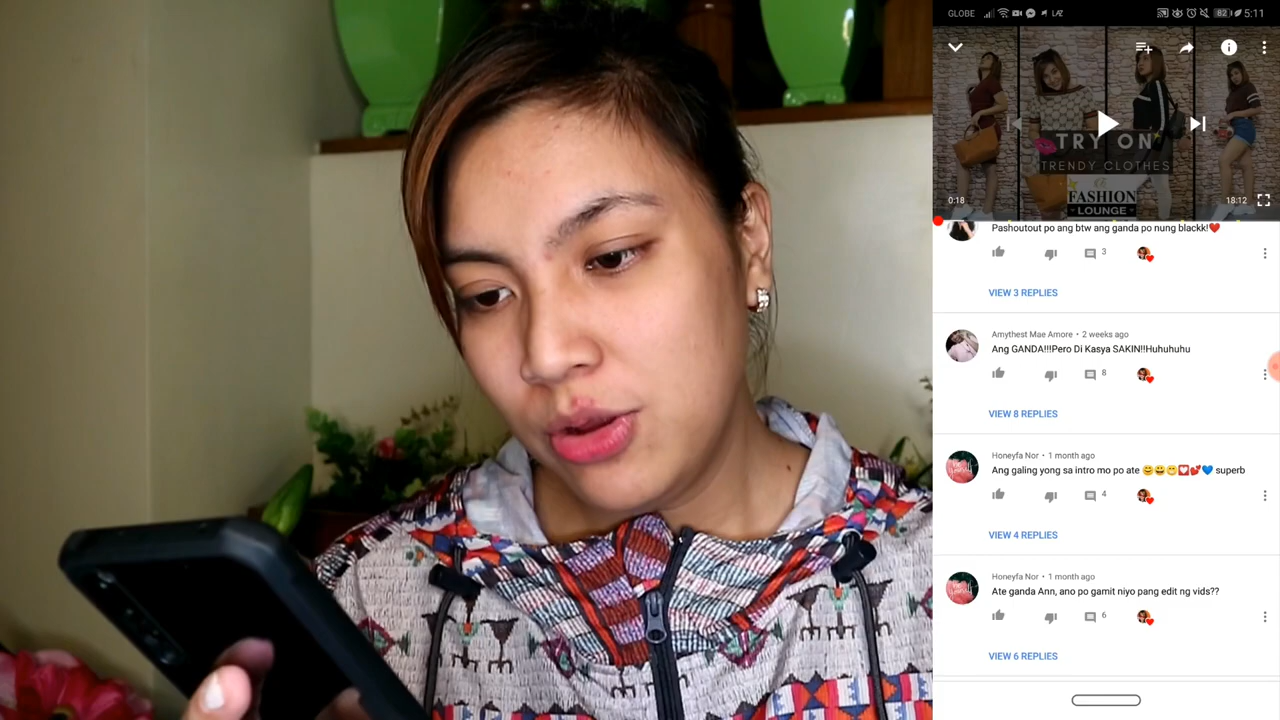 GLOBE
LAZ
82
5:11
TRY ON
TRENDY CLOTHES
FASHION
LOUNGE
0:18
18:12
Pashoutout po ang btw ang ganda po nung blackk!❤️
3
VIEW 3 REPLIES
Amythest Mae Amore • 2 weeks ago
Ang GANDA!!!Pero Di Kasya SAKIN!!Huhuhuhu
8
VIEW 8 REPLIES
Honeyfa Nor • 1 month ago
Ang galing yong sa intro mo po ate 😊😀😁💟💕💙 superb
4
VIEW 4 REPLIES
Honeyfa Nor • 1 month ago
Ate ganda Ann, ano po gamit niyo pang edit ng vids??
6
VIEW 6 REPLIES